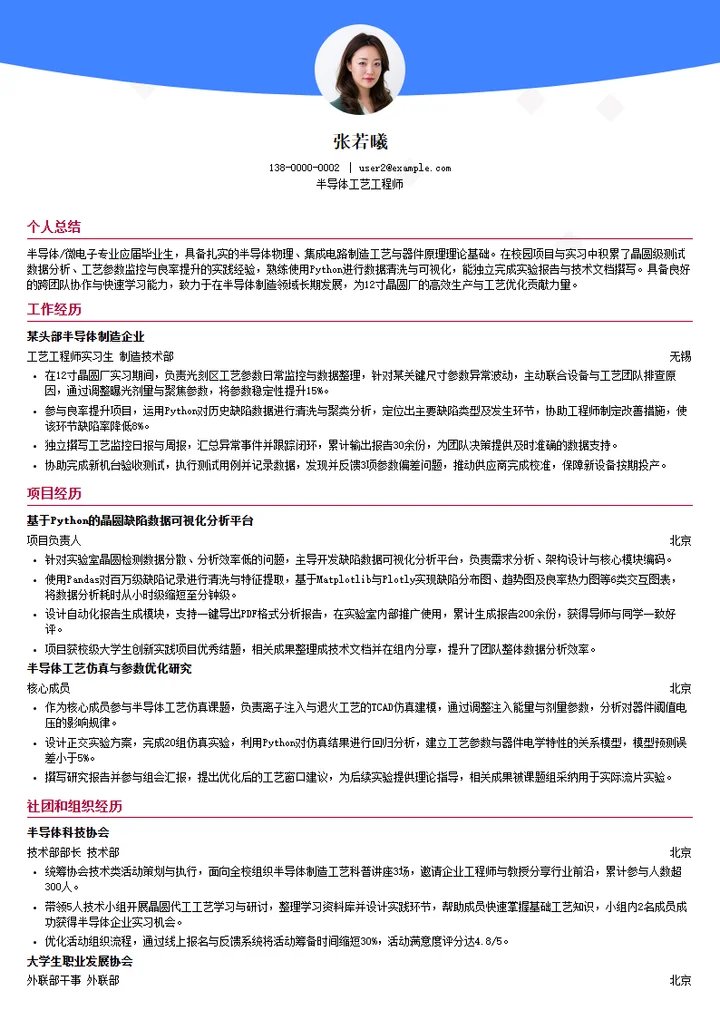 张若曦
138-0000-0002 | user2@example.com
半导体工艺工程师
个人总结
半导体/微电子专业应届毕业生，具备扎实的半导体物理、集成电路制造工艺与器件原理理论基础。在校园项目与实习中积累了晶圆级测试
数据分析、工艺参数监控与良率提升的实践经验，熟练使用Python进行数据清洗与可视化，能独立完成实验报告与技术文档撰写。具备良好
的跨团队协作与快速学习能力，致力于在半导体制造领域长期发展，为12寸晶圆厂的高效生产与工艺优化贡献力量。
工作经历
某头部半导体制造企业
工艺工程师实习生 制造技术部 无锡
• 在12寸晶圆厂实习期间，负责光刻区工艺参数日常监控与数据整理，针对某关键尺寸参数异常波动，主动联合设备与工艺团队排查原
因，通过调整曝光剂量与聚焦参数，将参数稳定性提升15%。
• 参与良率提升项目，运用Python对历史缺陷数据进行清洗与聚类分析，定位出主要缺陷类型及发生环节，协助工程师制定改善措施，使
该环节缺陷率降低8%。
• 独立撰写工艺监控日报与周报，汇总异常事件并跟踪闭环，累计输出报告30余份，为团队决策提供及时准确的数据支持。
• 协助完成新机台验收测试，执行测试用例并记录数据，发现并反馈3项参数偏差问题，推动供应商完成校准，保障新设备按期投产。
项目经历
基于Python的晶圆缺陷数据可视化分析平台
项目负责人 北京
• 针对实验室晶圆检测数据分散、分析效率低的问题，主导开发缺陷数据可视化分析平台，负责需求分析、架构设计与核心模块编码。
• 使用Pandas对百万级缺陷记录进行清洗与特征提取，基于Matplotlib与Plotly实现缺陷分布图、趋势图及良率热力图等6类交互图表，
将数据分析耗时从小时级缩短至分钟级。
• 设计自动化报告生成模块，支持一键导出PDF格式分析报告，在实验室内部推广使用，累计生成报告200余份，获得导师与同学一致好
评。
• 项目获校级大学生创新实践项目优秀结题，相关成果整理成技术文档并在组内分享，提升了团队整体数据分析效率。
半导体工艺仿真与参数优化研究
核心成员 北京
• 作为核心成员参与半导体工艺仿真课题，负责离子注入与退火工艺的TCAD仿真建模，通过调整注入能量与剂量参数，分析对器件阈值电
压的影响规律。
• 设计正交实验方案，完成20组仿真实验，利用Python对仿真结果进行回归分析，建立工艺参数与器件电学特性的关系模型，模型预测误
差小于5%。
• 撰写研究报告并参与组会汇报，提出优化后的工艺窗口建议，为后续实验提供理论指导，相关成果被课题组采纳用于实际流片实验。
社团和组织经历
半导体科技协会
技术部部长 技术部 北京
• 统筹协会技术类活动策划与执行，面向全校组织半导体制造工艺科普讲座3场，邀请企业工程师与教授分享行业前沿，累计参与人数超
300人。
• 带领5人技术小组开展晶圆代工工艺学习与研讨，整理学习资料库并设计实践环节，帮助成员快速掌握基础工艺知识，小组内2名成员成
功获得半导体企业实习机会。
• 优化活动组织流程，通过线上报名与反馈系统将活动筹备时间缩短30%，活动满意度评分达4.8/5。
大学生职业发展协会
外联部干事 外联部 北京